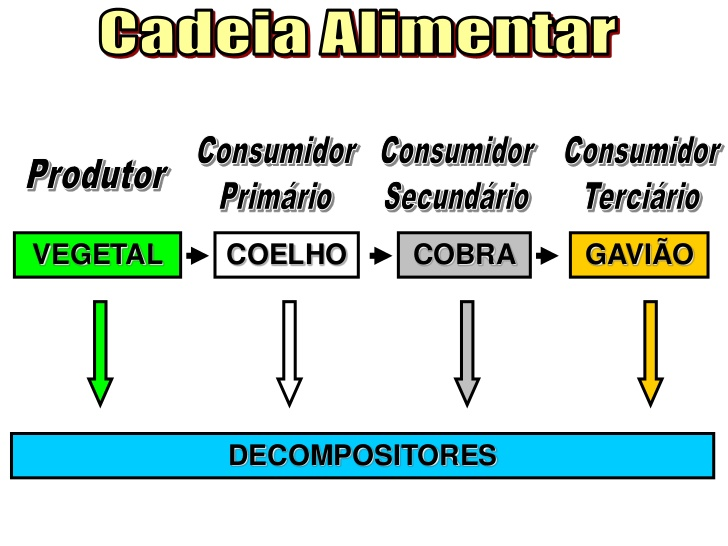 Cadeia Alimentar
Produtor
Consumidor
Primário
Consumidor
Secundário
Consumidor
Terciário
VEGETAL
COELHO
COBRA
GAVIÃO
DECOMPOSITORES